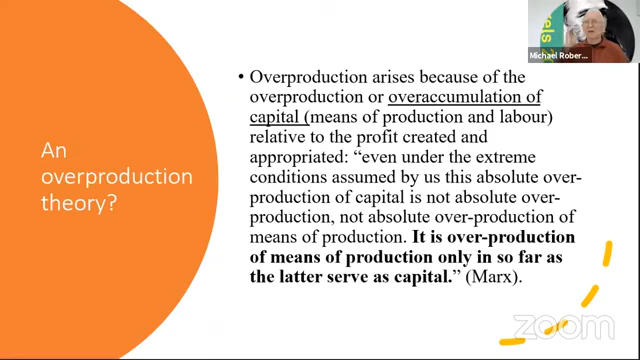 An
overproduction
theory?
• Overproduction arises because of the
overproduction or overaccumulation of
capital (means of production and labour)
relative to the profit created and
appropriated: “even under the extreme
conditions assumed by us this absolute over-
production of capital is not absolute over-
production, not absolute over-production of
means of production. It is over-production
of means of production only in so far as
the latter serve as capital.” (Marx).
Michael Rober...
zoom